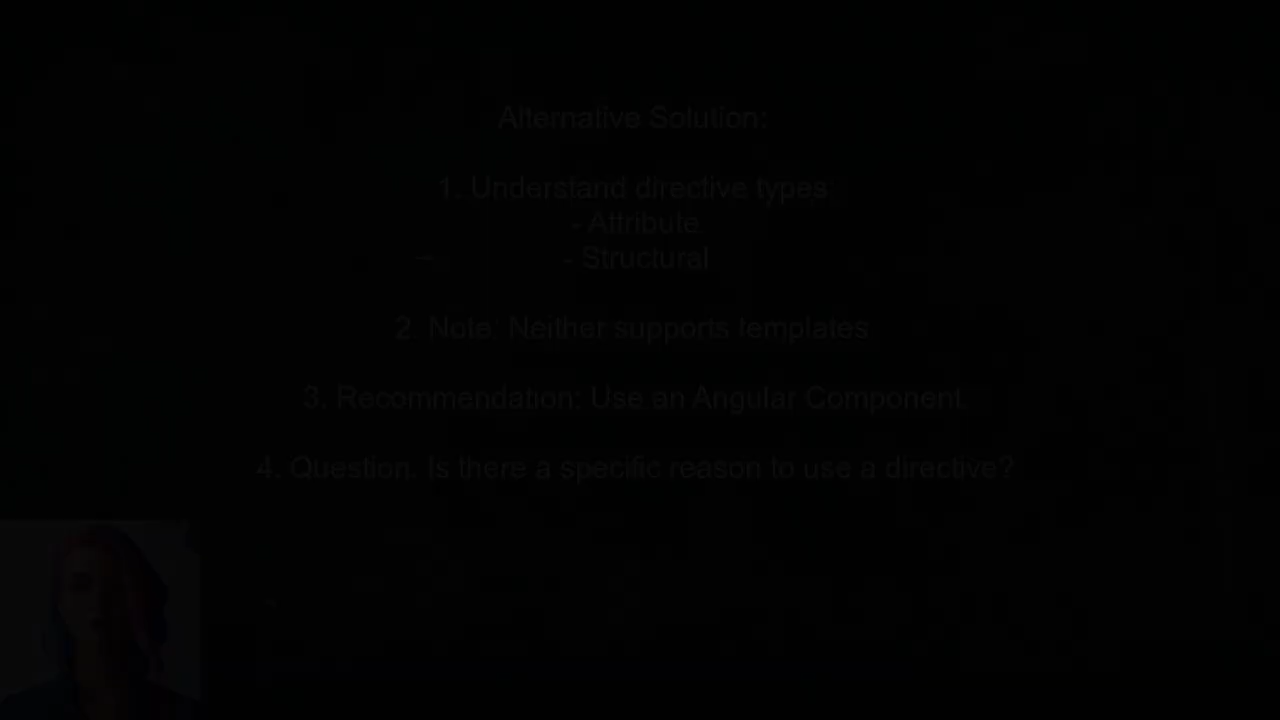 Alternative Solution:
1. Understand directive types:
- Attribute
- Structural
2. Note: Neither supports templates
3. Recommendation: Use an Angular Component.
4. Question: Is there a specific reason to use a directive?